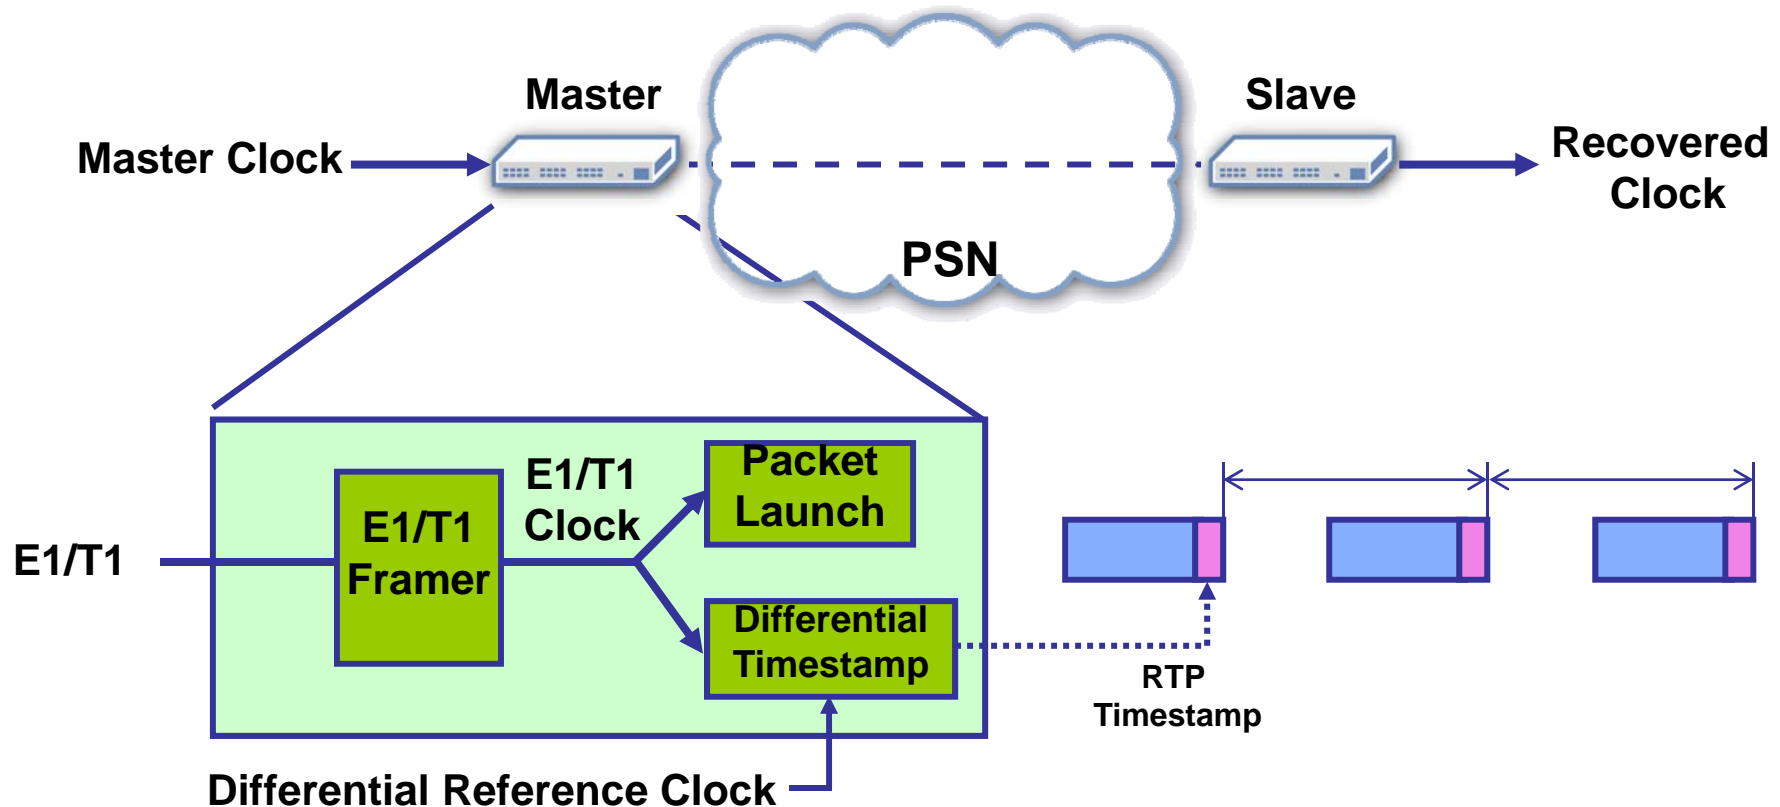 Master
Slave
Master Clock
Recovered
Clock
PSN
E1/T1
E1/T1
Framer
E1/T1
Clock
Packet
Launch
Differential
Timestamp
RTP
Timestamp
Differential Reference Clock